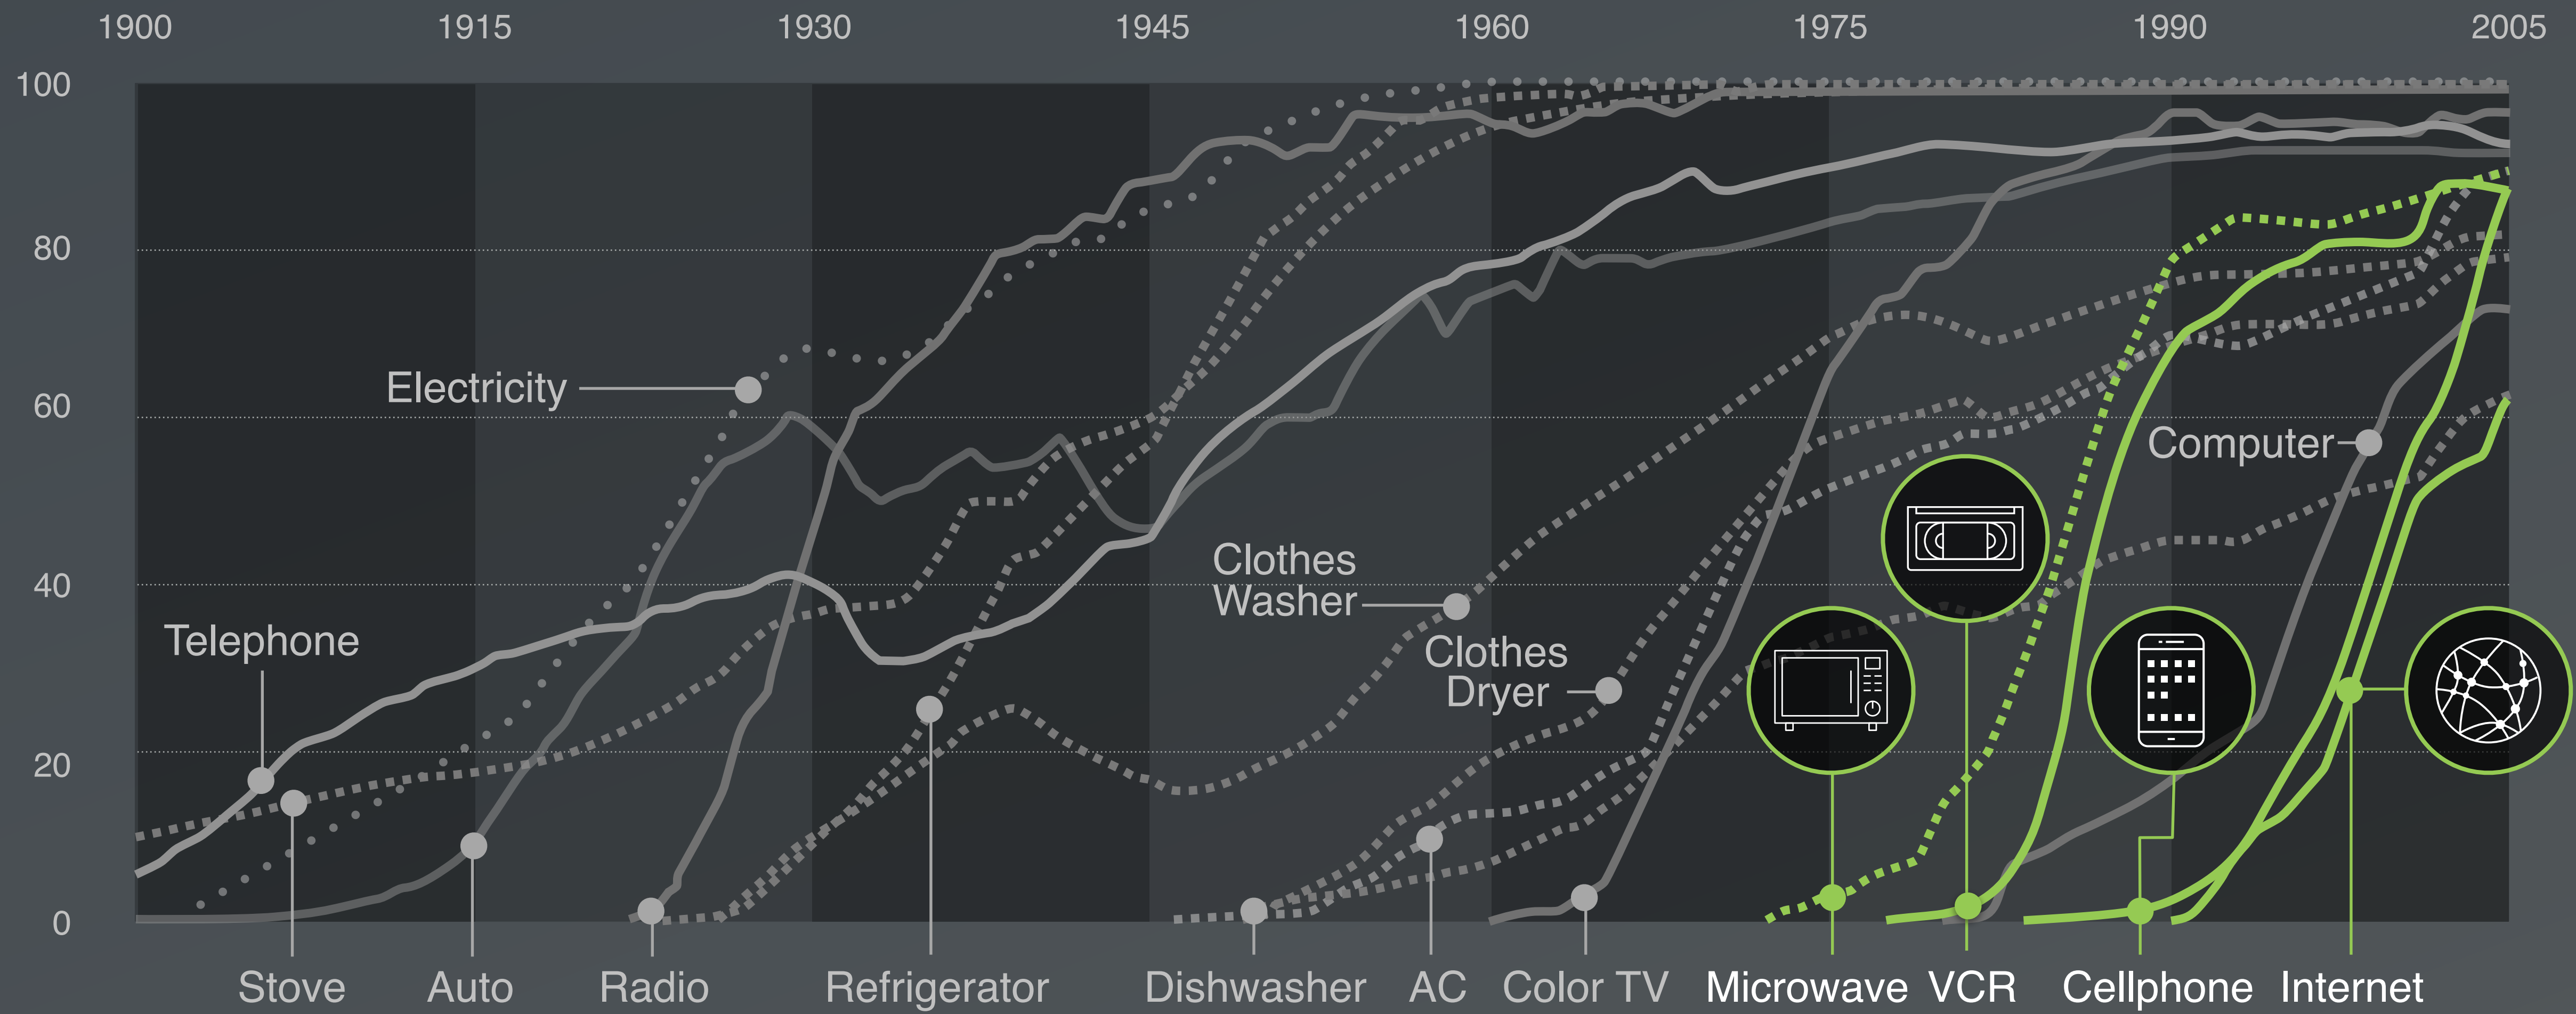 1900 1915 1930 1945 1960 1975 1990 2005
100
80
60
40
20
0
Electricity
Telephone
Clothes
Washer
Clothes
Dryer
Computer
Stove Auto Radio Refrigerator Dishwasher AC Color TV Microwave VCR Cellphone Internet